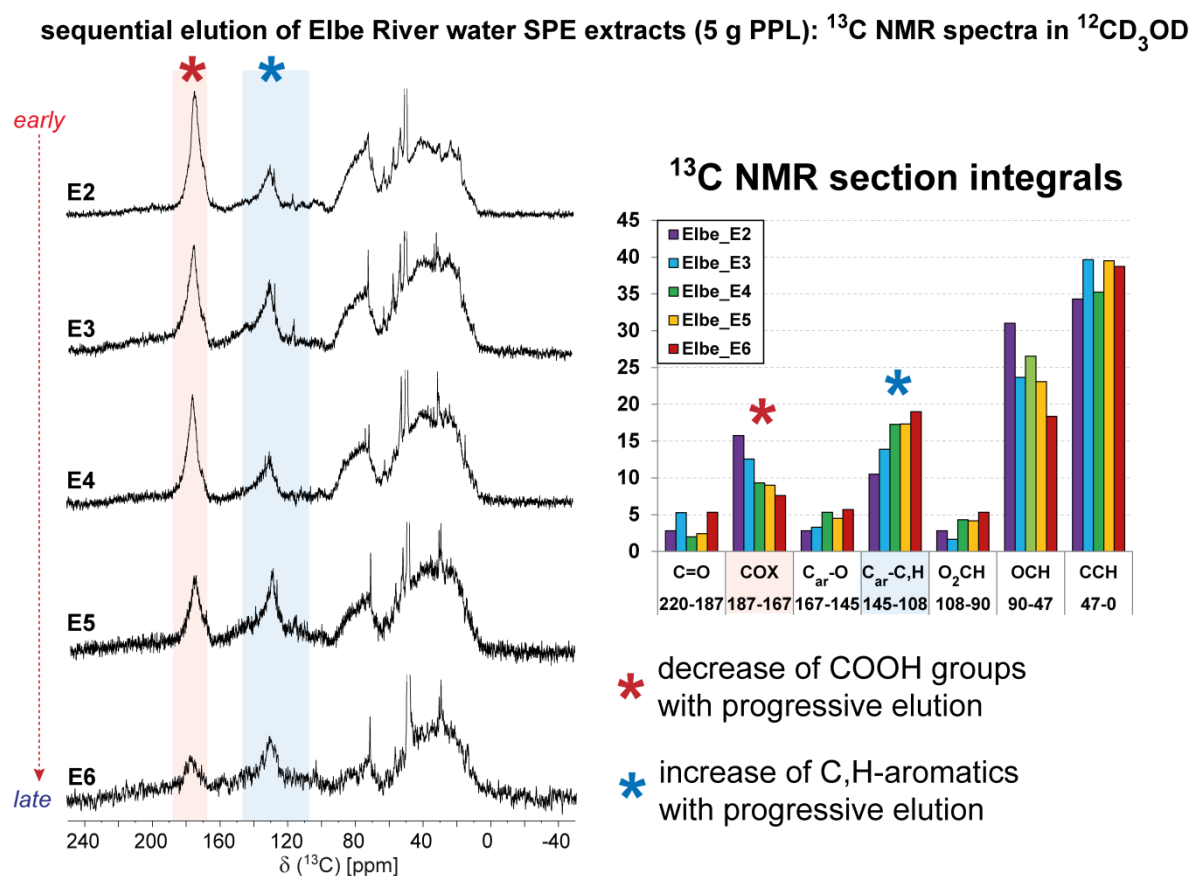 sequential elution of Elbe River water SPE extracts (5 g PPL): ¹³C NMR spectra in ¹²CD₃OD
*
*
early
E2
E3
E4
E5
E6
late
240 200 160 120 80 40 0 -40
δ (¹³C) [ppm]
¹³C NMR section integrals
45
40
35
30
25
20
15
10
5
0
Elbe_E2
Elbe_E3
Elbe_E4
Elbe_E5
Elbe_E6
*
*
C=O COX Cₐᵣ-O Cₐᵣ-C,H O₂CH OCH CCH
220-187 187-167 167-145 145-108 108-90 90-47 47-0
* decrease of COOH groups
with progressive elution
* increase of C,H-aromatics
with progressive elution